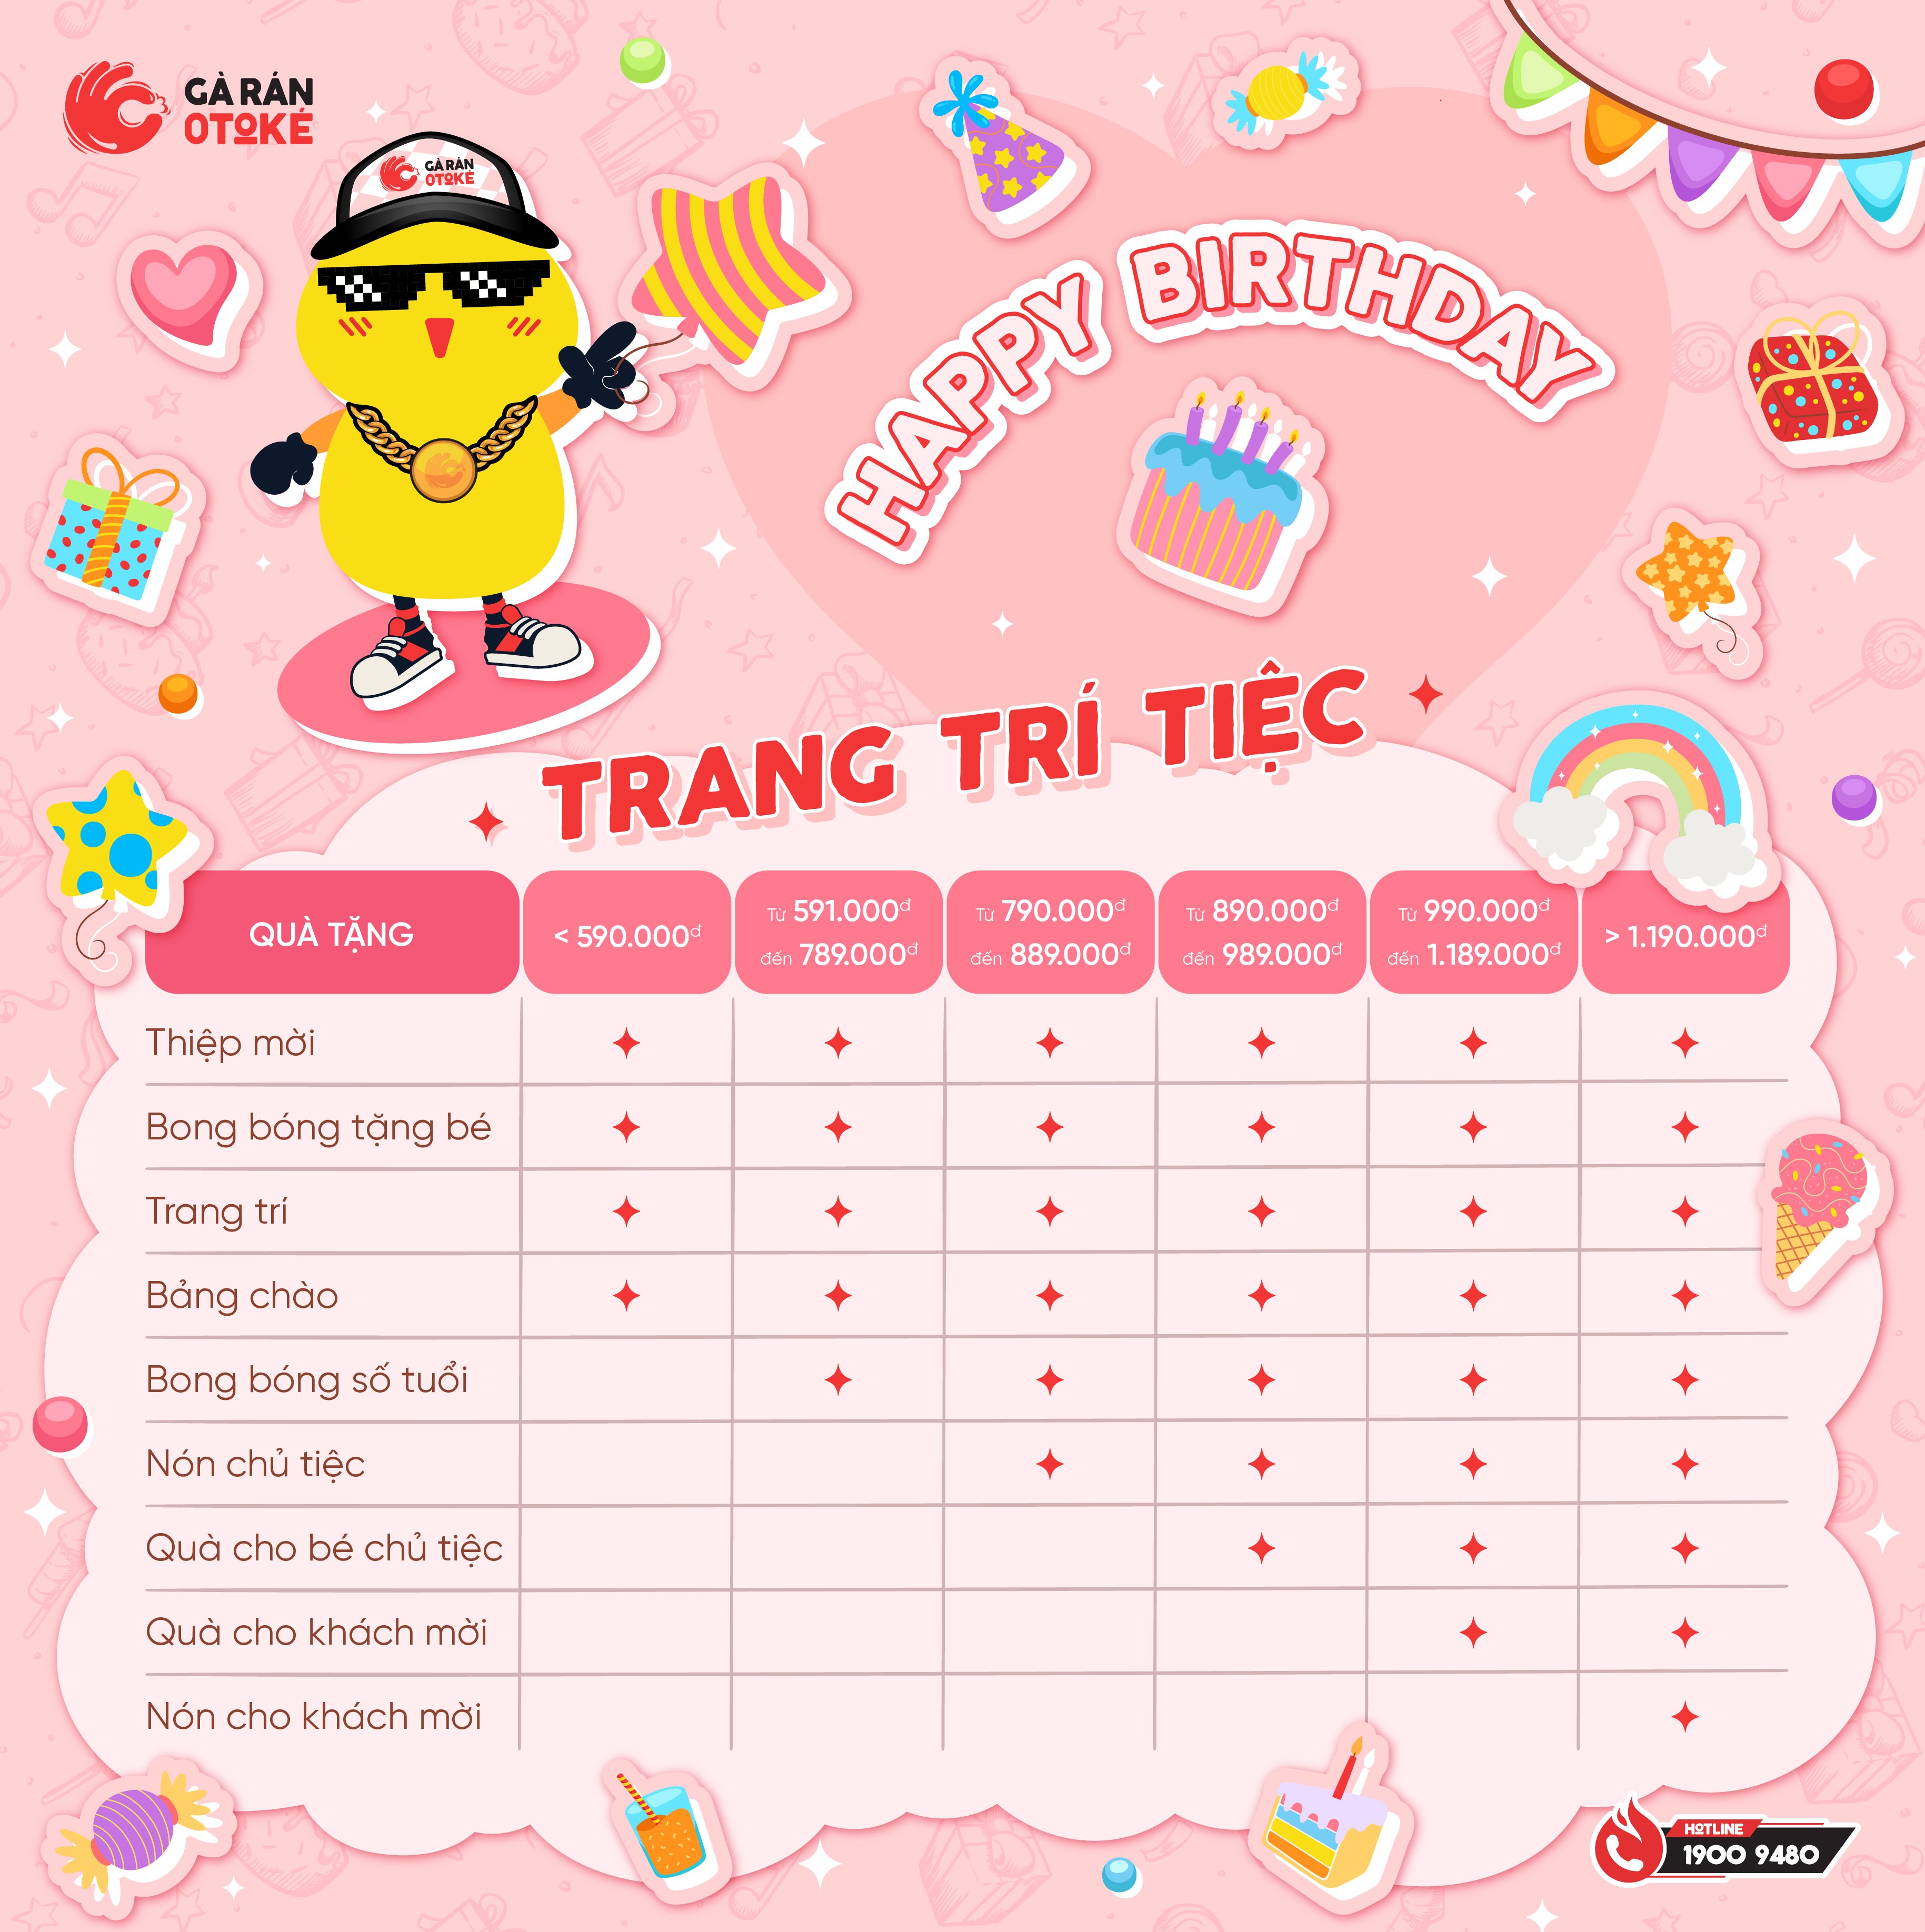 GÀ RÁN
OTOKÉ
GÀ RÁN
OTOKÉ
HAPPY BIRTHDAY
TRANG TRÍ TIỆC
QUÀ TẶNG
< 590.000đ
Từ 591.000đ
đến 789.000đ
Từ 790.000đ
đến 889.000đ
Từ 890.000đ
đến 989.000đ
Từ 990.000đ
đến 1.189.000đ
> 1.190.000đ
Thiệp mời
Bong bóng tặng bé
Trang trí
Bảng chào
Bong bóng số tuổi
Nón chủ tiệc
Quà cho bé chủ tiệc
Quà cho khách mời
Nón cho khách mời
HOTLINE
1900 9480